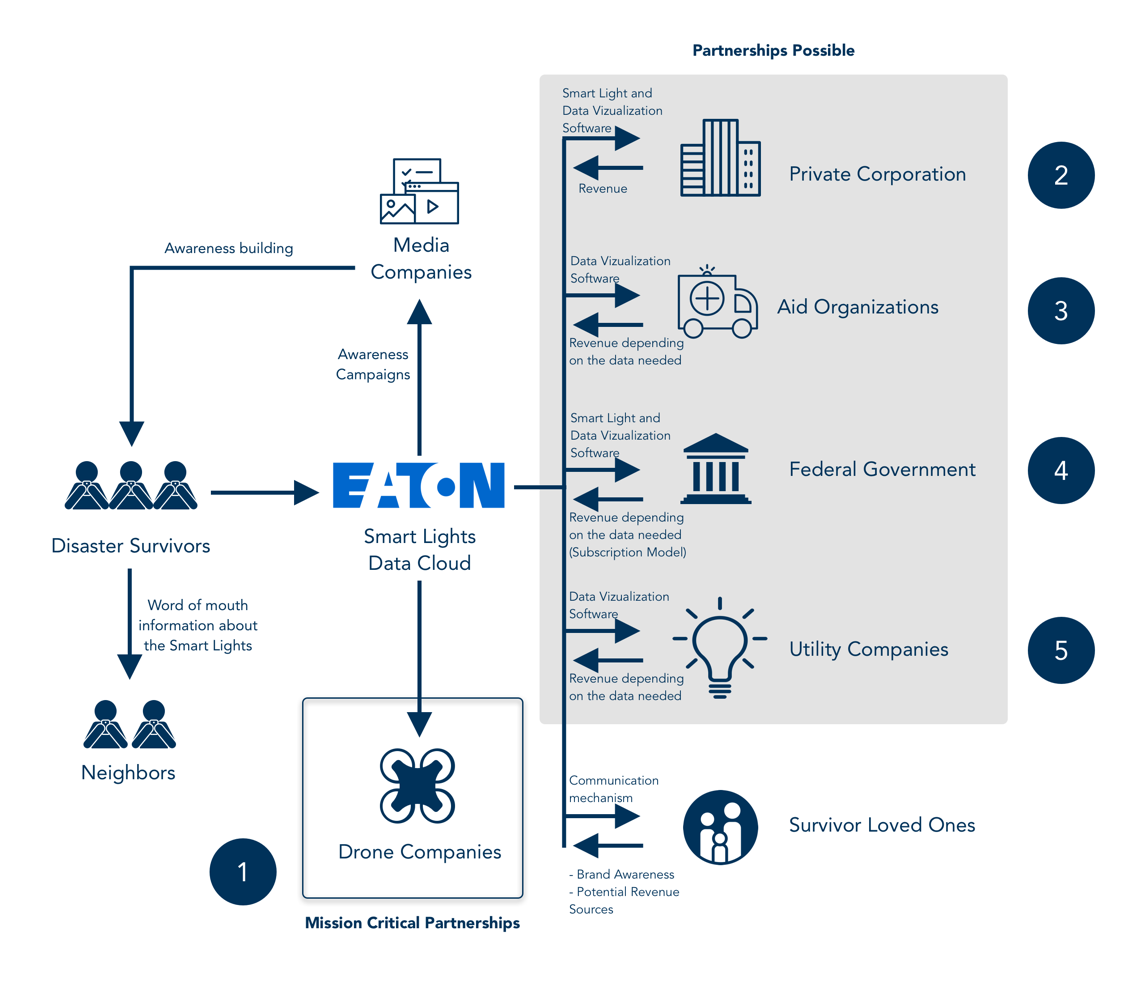 Partnerships Possible
Smart Light and
Data Vizualization
Software
Revenue
Private Corporation
2
Media
Companies
Awareness building
Awareness
Campaigns
Data Vizualization
Software
Revenue depending
on the data needed
Aid Organizations
3
Smart Light and
Data Vizualization
Software
Revenue depending
on the data needed
(Subscription Model)
Federal Government
4
EATON
Smart Lights
Data Cloud
Disaster Survivors
Word of mouth
information about
the Smart Lights
Neighbors
Data Vizualization
Software
Revenue depending
on the data needed
Utility Companies
5
Communication
mechanism
- Brand Awareness
- Potential Revenue
Sources
Survivor Loved Ones
Drone Companies
1
Mission Critical Partnerships